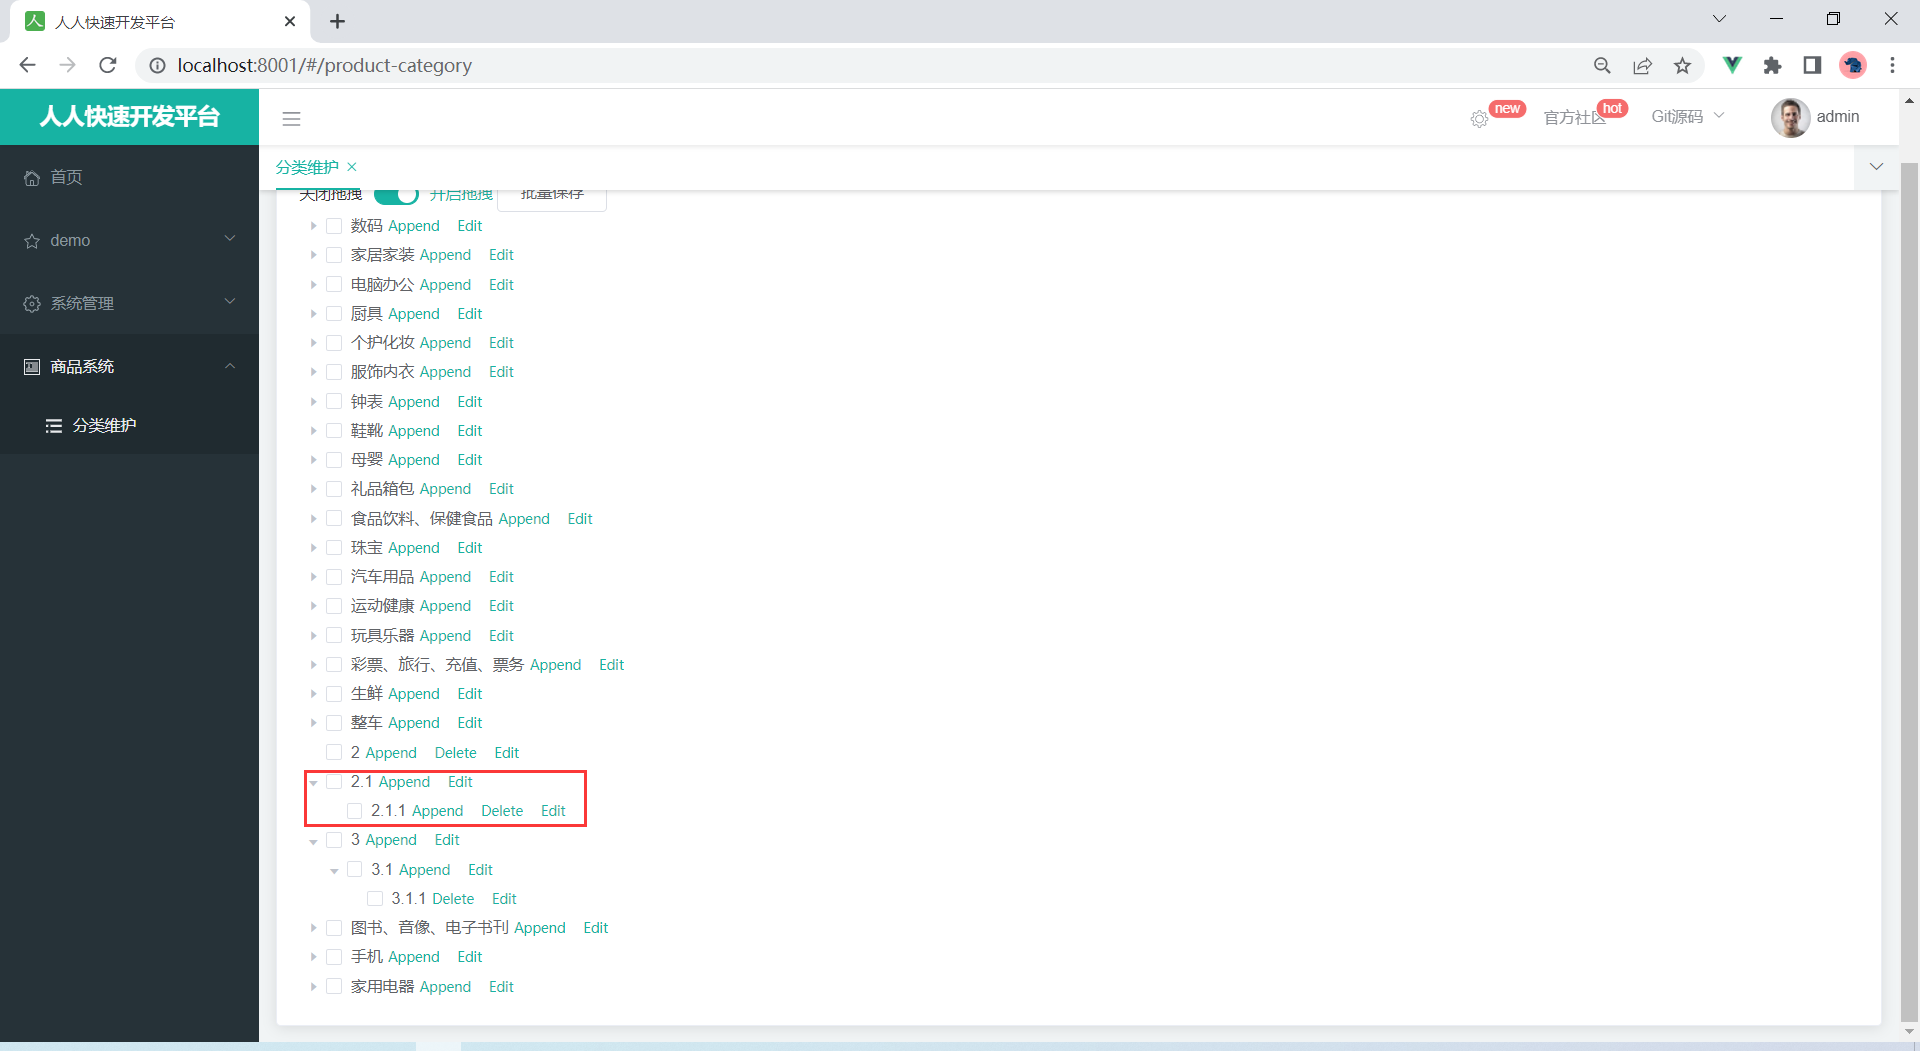 人人快速开发平台
localhost:8001/#/product-category
人人快速开发平台
new
官方社区
hot
Git源码
admin
首页
demo
系统管理
商品系统
分类维护
分类维护
关闭拖拽 开启拖拽 批量保存
数码 Append Edit
家居家装 Append Edit
电脑办公 Append Edit
厨具 Append Edit
个护化妆 Append Edit
服饰内衣 Append Edit
钟表 Append Edit
鞋靴 Append Edit
母婴 Append Edit
礼品箱包 Append Edit
食品饮料、保健食品 Append Edit
珠宝 Append Edit
汽车用品 Append Edit
运动健康 Append Edit
玩具乐器 Append Edit
彩票、旅行、充值、票务 Append Edit
生鲜 Append Edit
整车 Append Edit
2 Append Delete Edit
2.1 Append Edit
2.1.1 Append Delete Edit
3 Append Edit
3.1 Append Edit
3.1.1 Delete Edit
图书、音像、电子书刊 Append Edit
手机 Append Edit
家用电器 Append Edit